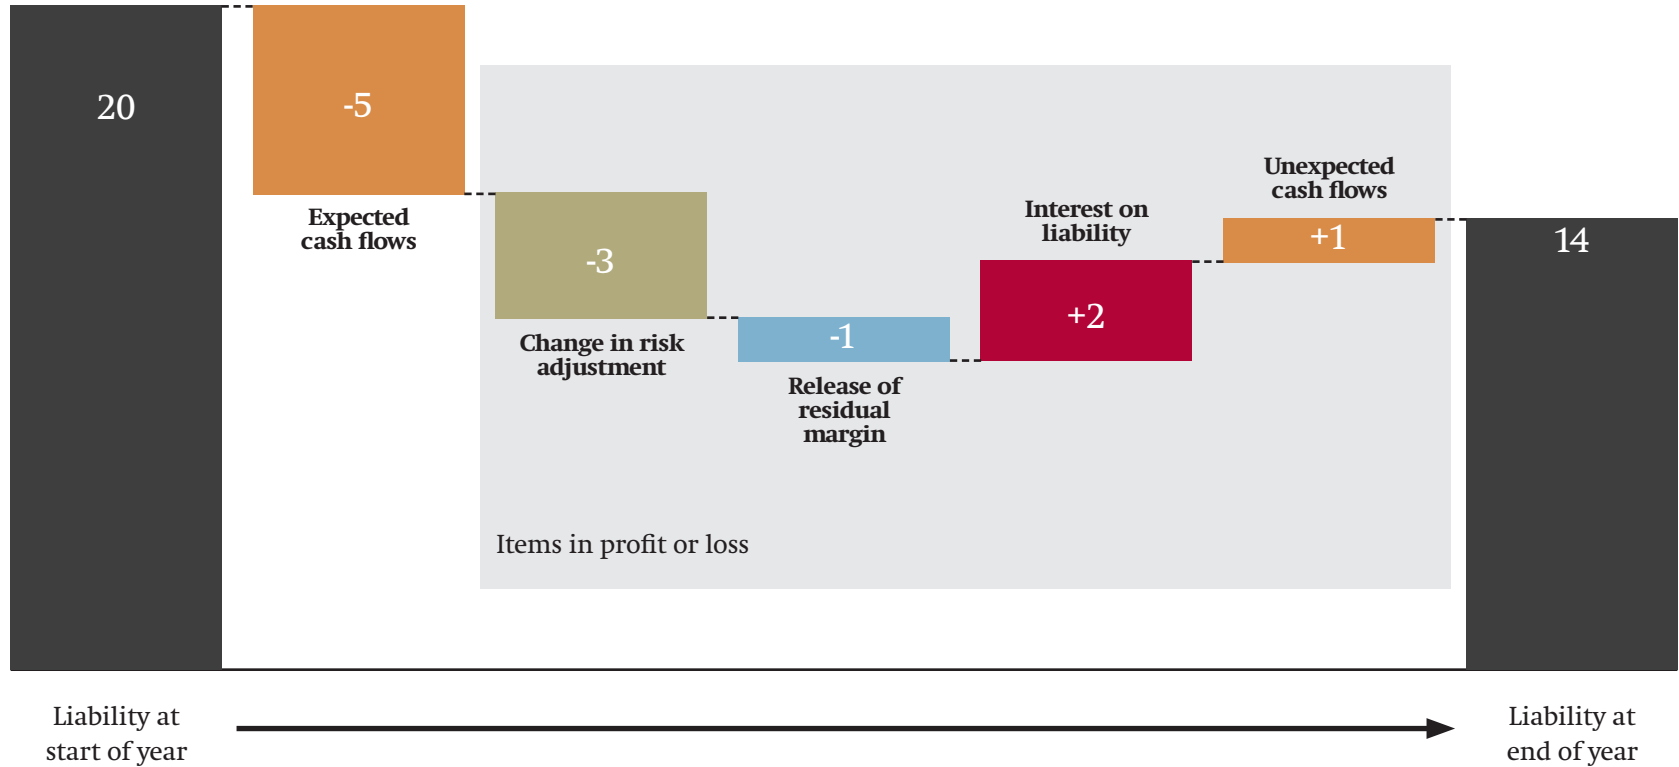 20
-5
Expected
cash flows
-3
Change in risk
adjustment
-1
Release of
residual
margin
Interest on
liability
+2
Unexpected
cash flows
+1
14
Items in profit or loss
Liability at
start of year
Liability at
end of year